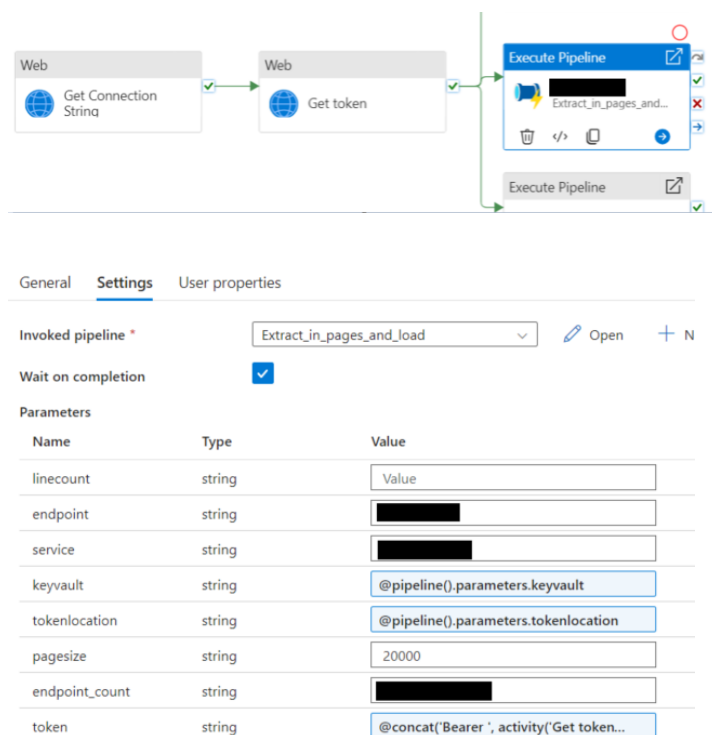 Web
Get Connection
String
Web
Get token
Execute Pipeline
Extract_in_pages_and...
Execute Pipeline
General Settings User properties
Invoked pipeline * Extract_in_pages_and_load Open N
Wait on completion
Parameters
Name Type Value
linecount string Value
endpoint string
service string
keyvault string @pipeline().parameters.keyvault
tokenlocation string @pipeline().parameters.tokenlocation
pagesize string 20000
endpoint_count string
token string @concat('Bearer ', activity('Get token...